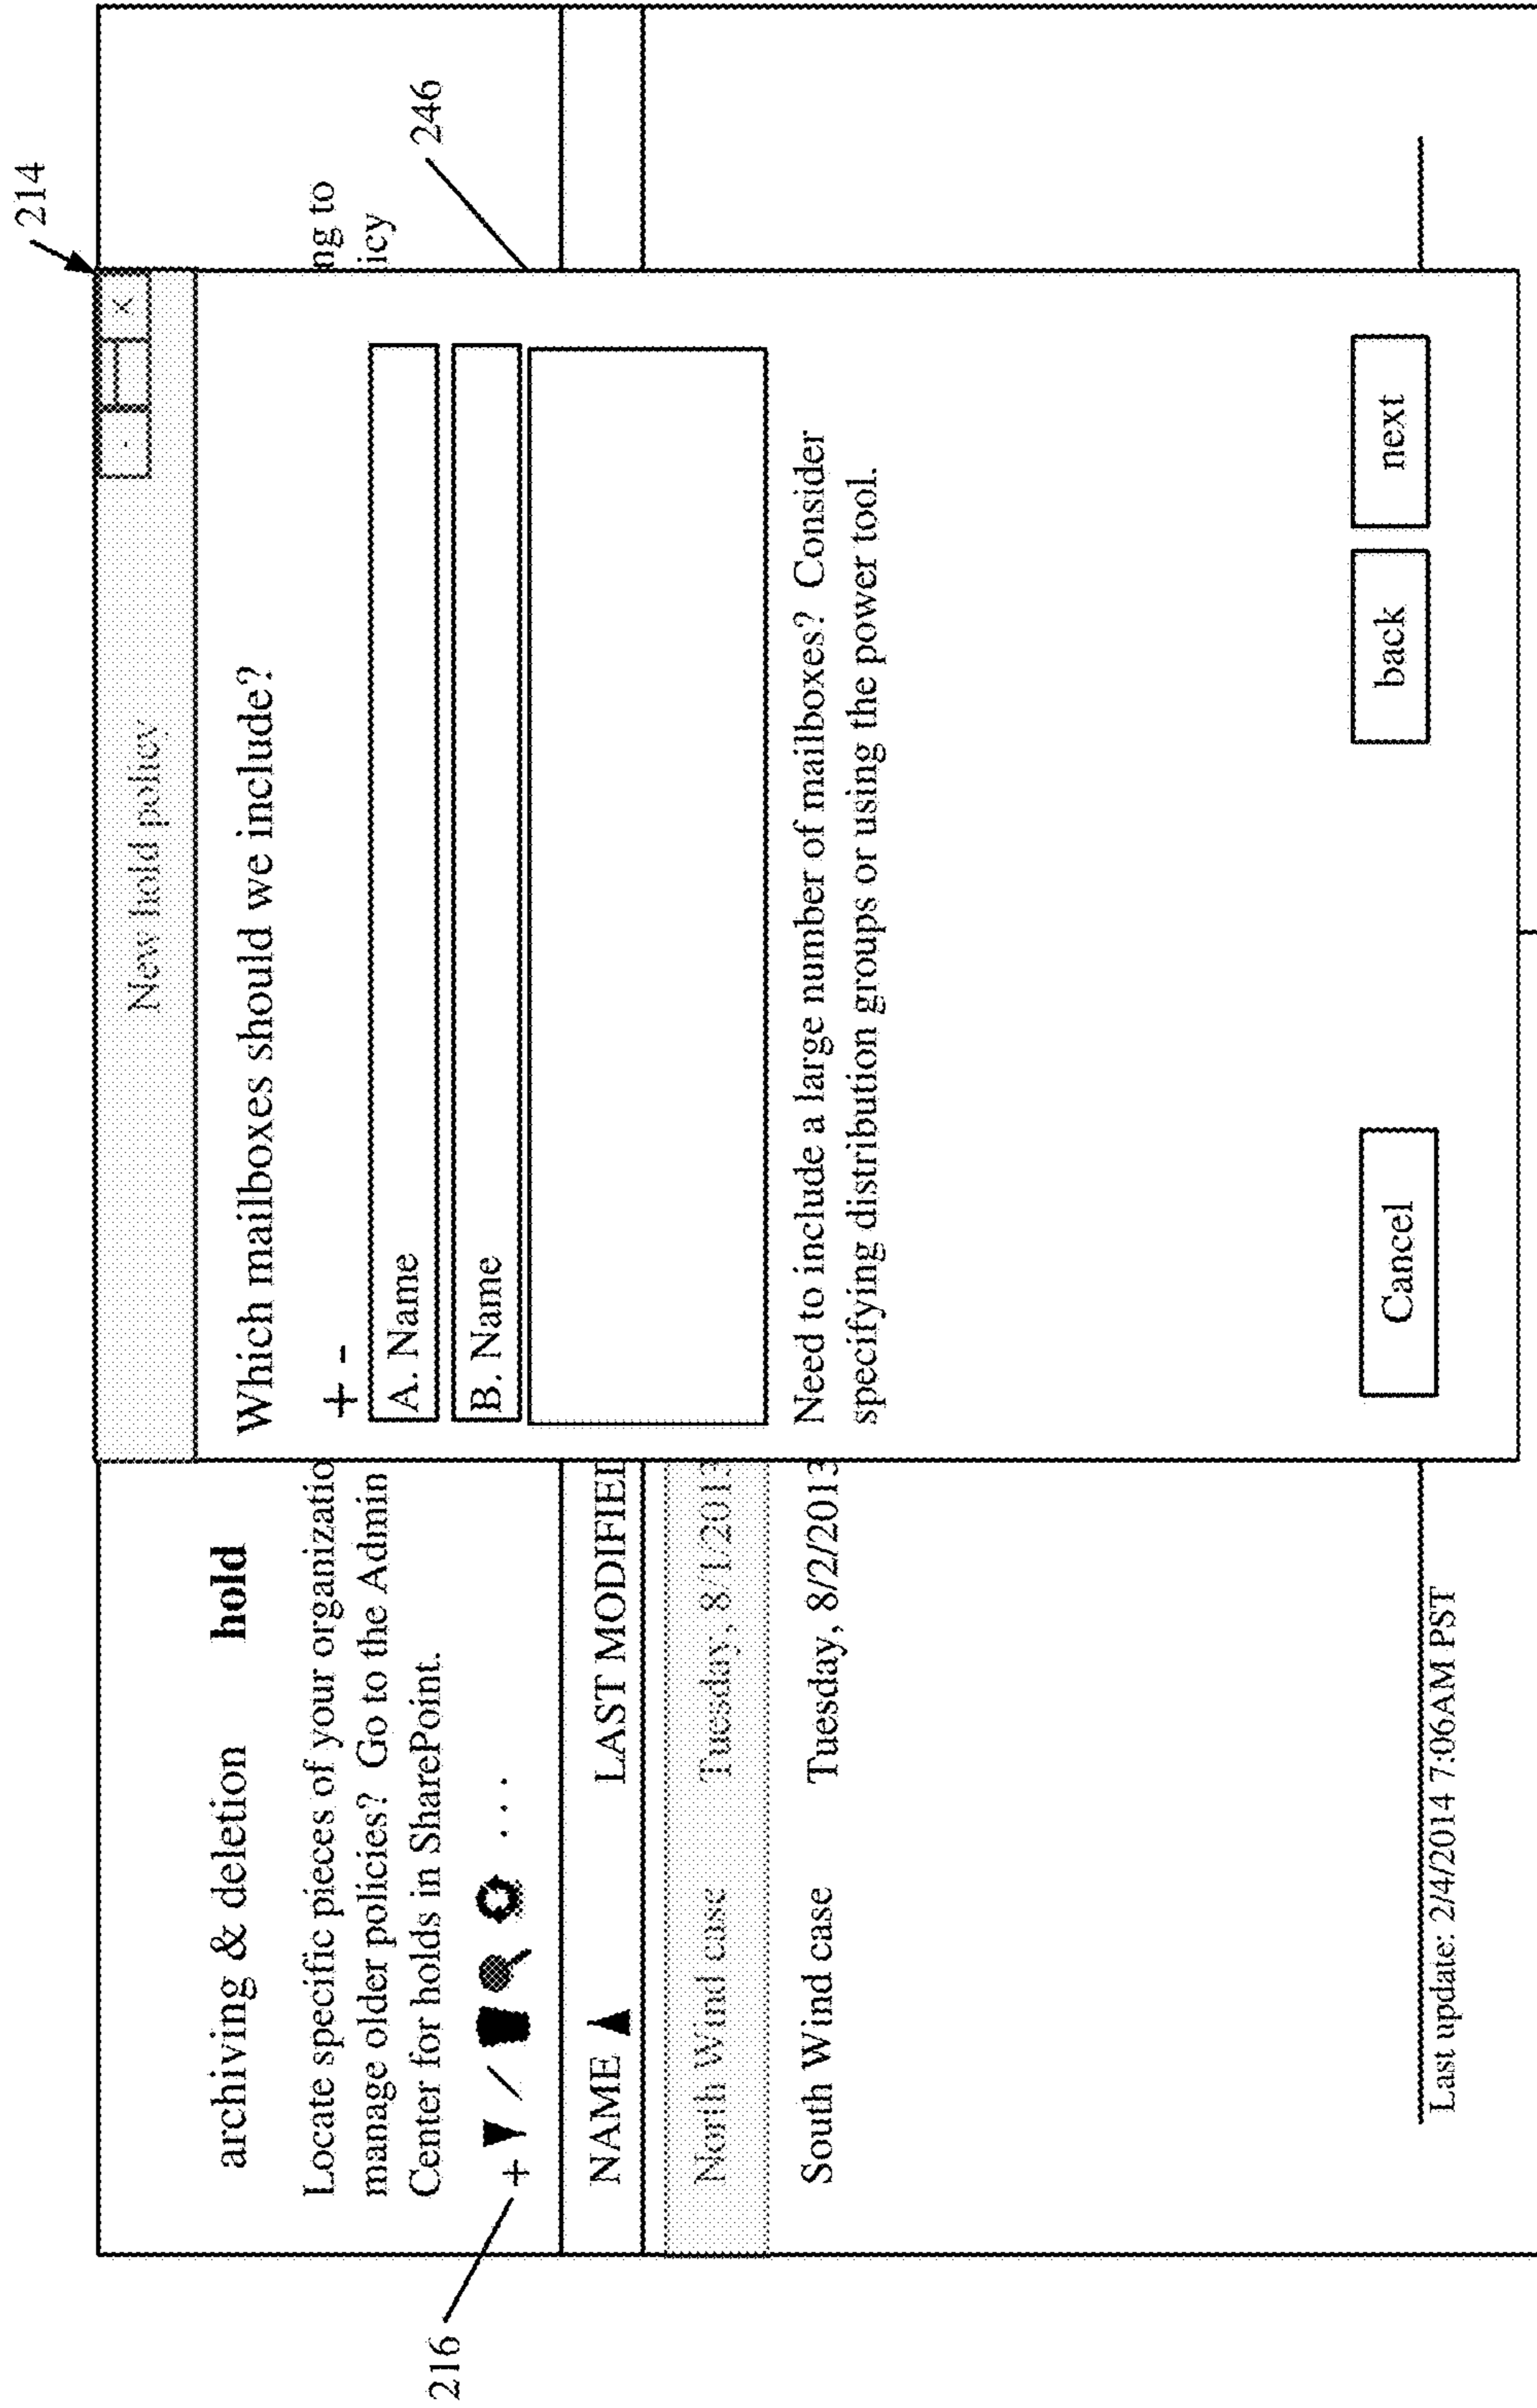 214
New hold policy
- ×
archiving & deletion hold
Which mailboxes should we include?
Locate specific pieces of your organizatio
ng to
manage older policies? Go to the Admin
icy
Center for holds in SharePoint.
+ -
A. Name
246
216
+ ...
B. Name
NAME LAST MODIFIED
North Wind case Tuesday, 8/1/2013
South Wind case Tuesday, 8/2/2013
Need to include a large number of mailboxes? Consider
specifying distribution groups or using the power tool.
Cancel back next
Last update: 2/4/2014 7:06AM PST